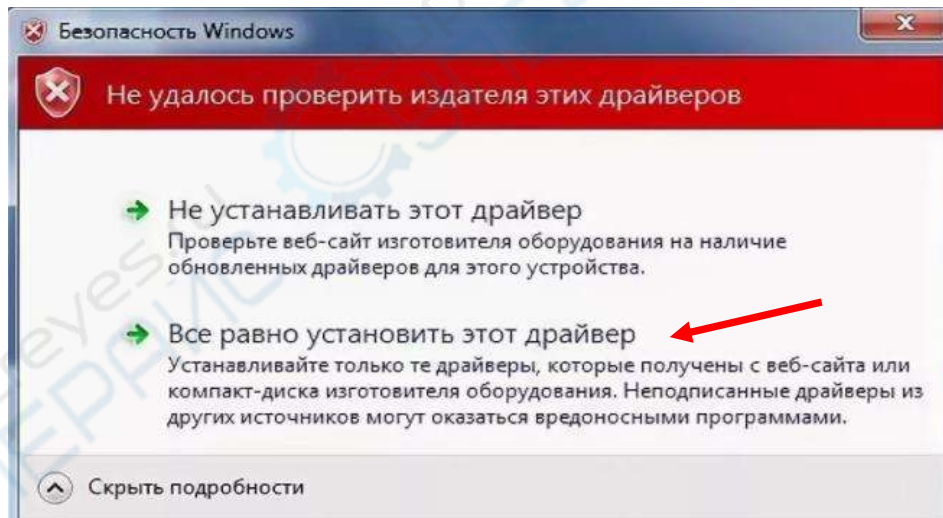 Безопасность Windows
Не удалось проверить издателя этих драйверов
Не устанавливать этот драйвер
Проверьте веб-сайт изготовителя оборудования на наличие
обновленных драйверов для этого устройства.
Все равно установить этот драйвер
Устанавливайте только те драйверы, которые получены с веб-сайта или
компакт-диска изготовителя оборудования. Неподписанные драйверы из
других источников могут оказаться вредоносными программами.
Скрыть подробности